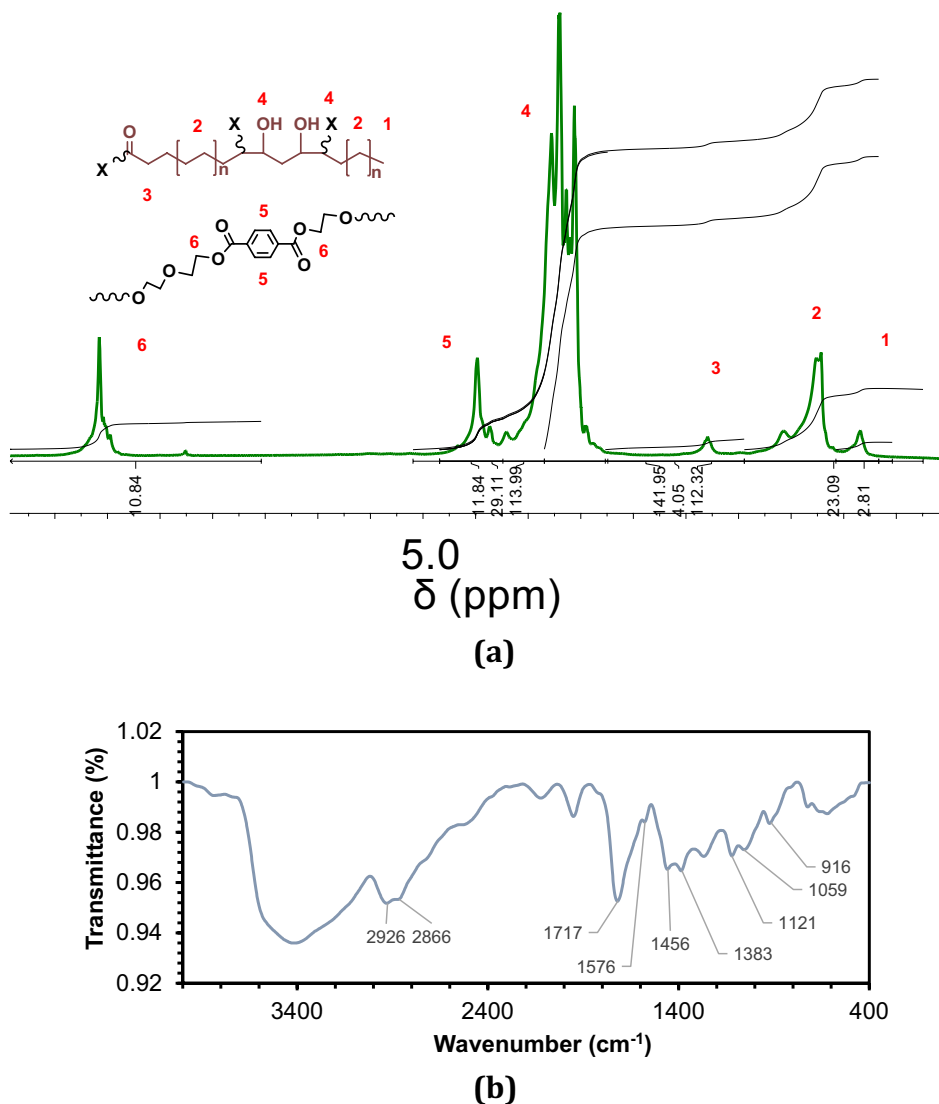 4 4
X OH OH X 1
O 2 2
X n n
3
5
O
O
6 O
O 6
O
O
5
O
4
6
5
3
2
1
10.84
11.84
29.11
113.99
141.95
4.05
112.32
23.09
2.81
5.0
δ (ppm)
(a)
1.02
1
0.98
0.96
0.94
0.92
Transmittance (%)
2926 2866
1717
1576
1456
1383
1121
1059
916
3400 2400 1400 400
Wavenumber (cm-1)
(b)